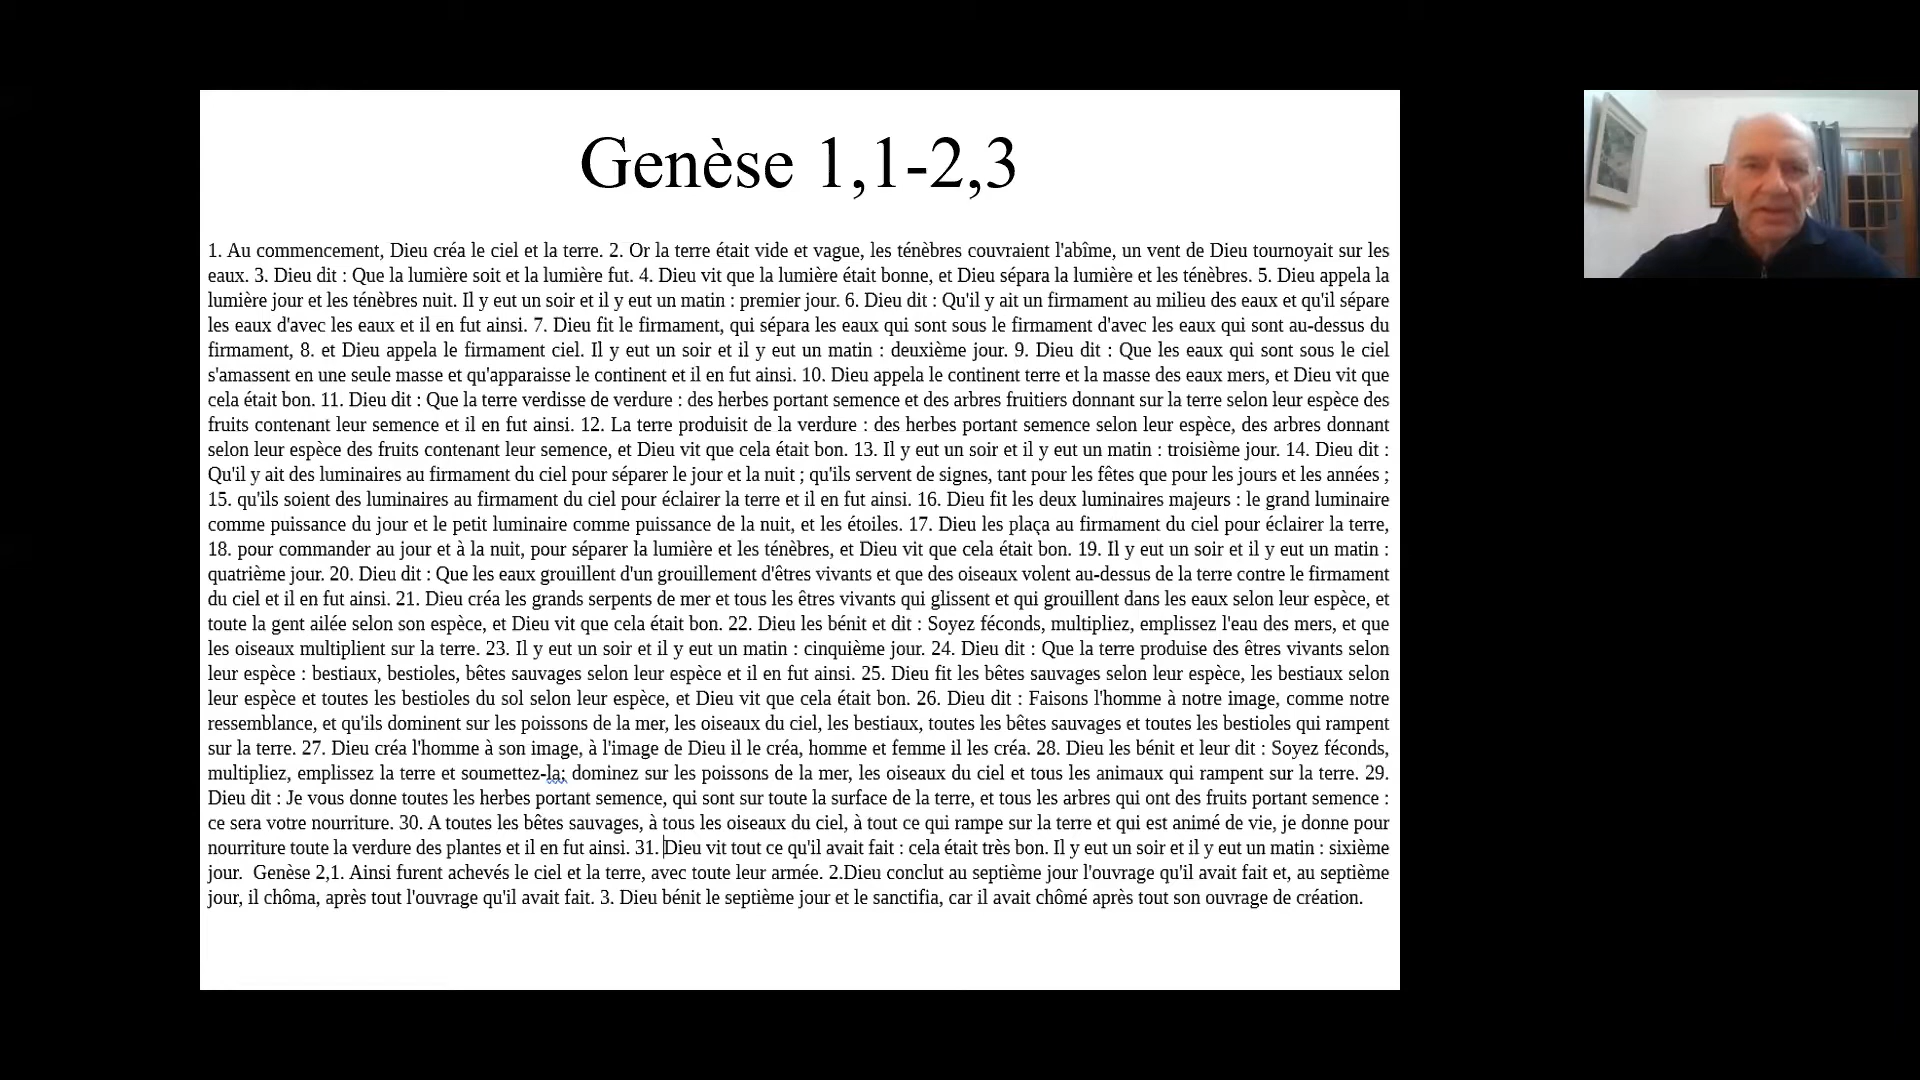 Genèse 1,1-2,3
1. Au commencement, Dieu créa le ciel et la terre. 2. Or la terre était vide et vague, les ténèbres couvraient l'abîme, un vent de Dieu tournoyait sur les
eaux. 3. Dieu dit : Que la lumière soit et la lumière fut. 4. Dieu vit que la lumière était bonne, et Dieu sépara la lumière et les ténèbres. 5. Dieu appela la
lumière jour et les ténèbres nuit. Il y eut un soir et il y eut un matin : premier jour. 6. Dieu dit : Qu'il y ait un firmament au milieu des eaux et qu'il sépare
les eaux d'avec les eaux et il en fut ainsi. 7. Dieu fit le firmament, qui sépara les eaux qui sont sous le firmament d'avec les eaux qui sont au-dessus du
firmament, 8. et Dieu appela le firmament ciel. Il y eut un soir et il y eut un matin : deuxième jour. 9. Dieu dit : Que les eaux qui sont sous le ciel
s'amassent en une seule masse et qu'apparaisse le continent et il en fut ainsi. 10. Dieu appela le continent terre et la masse des eaux mers, et Dieu vit que
cela était bon. 11. Dieu dit : Que la terre verdisse de verdure : des herbes portant semence et des arbres fruitiers donnant sur la terre selon leur espèce des
fruits contenant leur semence et il en fut ainsi. 12. La terre produisit de la verdure : des herbes portant semence selon leur espèce, des arbres donnant
selon leur espèce des fruits contenant leur semence, et Dieu vit que cela était bon. 13. Il y eut un soir et il y eut un matin : troisième jour. 14. Dieu dit :
Qu'il y ait des luminaires au firmament du ciel pour séparer le jour et la nuit ; qu'ils servent de signes, tant pour les fêtes que pour les jours et les années ;
15. qu'ils soient des luminaires au firmament du ciel pour éclairer la terre et il en fut ainsi. 16. Dieu fit les deux luminaires majeurs : le grand luminaire
comme puissance du jour et le petit luminaire comme puissance de la nuit, et les étoiles. 17. Dieu les plaça au firmament du ciel pour éclairer la terre,
18. pour commander au jour et à la nuit, pour séparer la lumière et les ténèbres, et Dieu vit que cela était bon. 19. Il y eut un soir et il y eut un matin :
quatrième jour. 20. Dieu dit : Que les eaux grouillent d'un grouillement d'êtres vivants et que des oiseaux volent au-dessus de la terre contre le firmament
du ciel et il en fut ainsi. 21. Dieu créa les grands serpents de mer et tous les êtres vivants qui glissent et qui grouillent dans les eaux selon leur espèce, et
toute la gent ailée selon son espèce, et Dieu vit que cela était bon. 22. Dieu les bénit et dit : Soyez féconds, multipliez, emplissez l'eau des mers, et que
les oiseaux multiplient sur la terre. 23. Il y eut un soir et il y eut un matin : cinquième jour. 24. Dieu dit : Que la terre produise des êtres vivants selon
leur espèce : bestiaux, bestioles, bêtes sauvages selon leur espèce et il en fut ainsi. 25. Dieu fit les bêtes sauvages selon leur espèce, les bestiaux selon
leur espèce et toutes les bestioles du sol selon leur espèce, et Dieu vit que cela était bon. 26. Dieu dit : Faisons l'homme à notre image, comme notre
ressemblance, et qu'ils dominent sur les poissons de la mer, les oiseaux du ciel, les bestiaux, toutes les bêtes sauvages et toutes les bestioles qui rampent
sur la terre. 27. Dieu créa l'homme à son image, à l'image de Dieu il le créa, homme et femme il les créa. 28. Dieu les bénit et leur dit : Soyez féconds,
multipliez, emplissez la terre et soumettez-la; dominez sur les poissons de la mer, les oiseaux du ciel et tous les animaux qui rampent sur la terre. 29.
Dieu dit : Je vous donne toutes les herbes portant semence, qui sont sur toute la surface de la terre, et tous les arbres qui ont des fruits portant semence :
ce sera votre nourriture. 30. A toutes les bêtes sauvages, à tous les oiseaux du ciel, à tout ce qui rampe sur la terre et qui est animé de vie, je donne pour
nourriture toute la verdure des plantes et il en fut ainsi. 31. Dieu vit tout ce qu'il avait fait : cela était très bon. Il y eut un soir et il y eut un matin : sixième
jour. Genèse 2,1. Ainsi furent achevés le ciel et la terre, avec toute leur armée. 2.Dieu conclut au septième jour l'ouvrage qu'il avait fait et, au septième
jour, il chôma, après tout l'ouvrage qu'il avait fait. 3. Dieu bénit le septième jour et le sanctifia, car il avait chômé après tout son ouvrage de création.